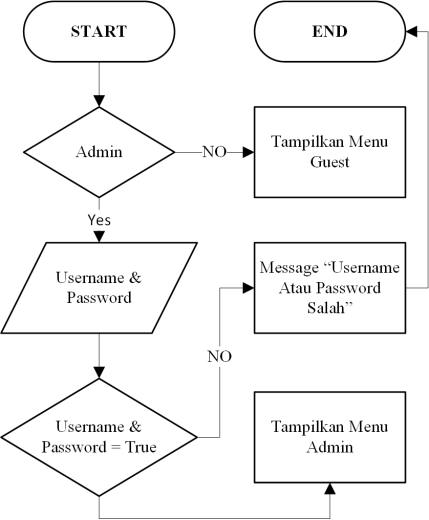 START
END
Admin
NO
Tampilkan Menu
Guest
Yes
Username &
Password
Message “Username
Atau Password
Salah”
NO
Username &
Password = True
Tampilkan Menu
Admin